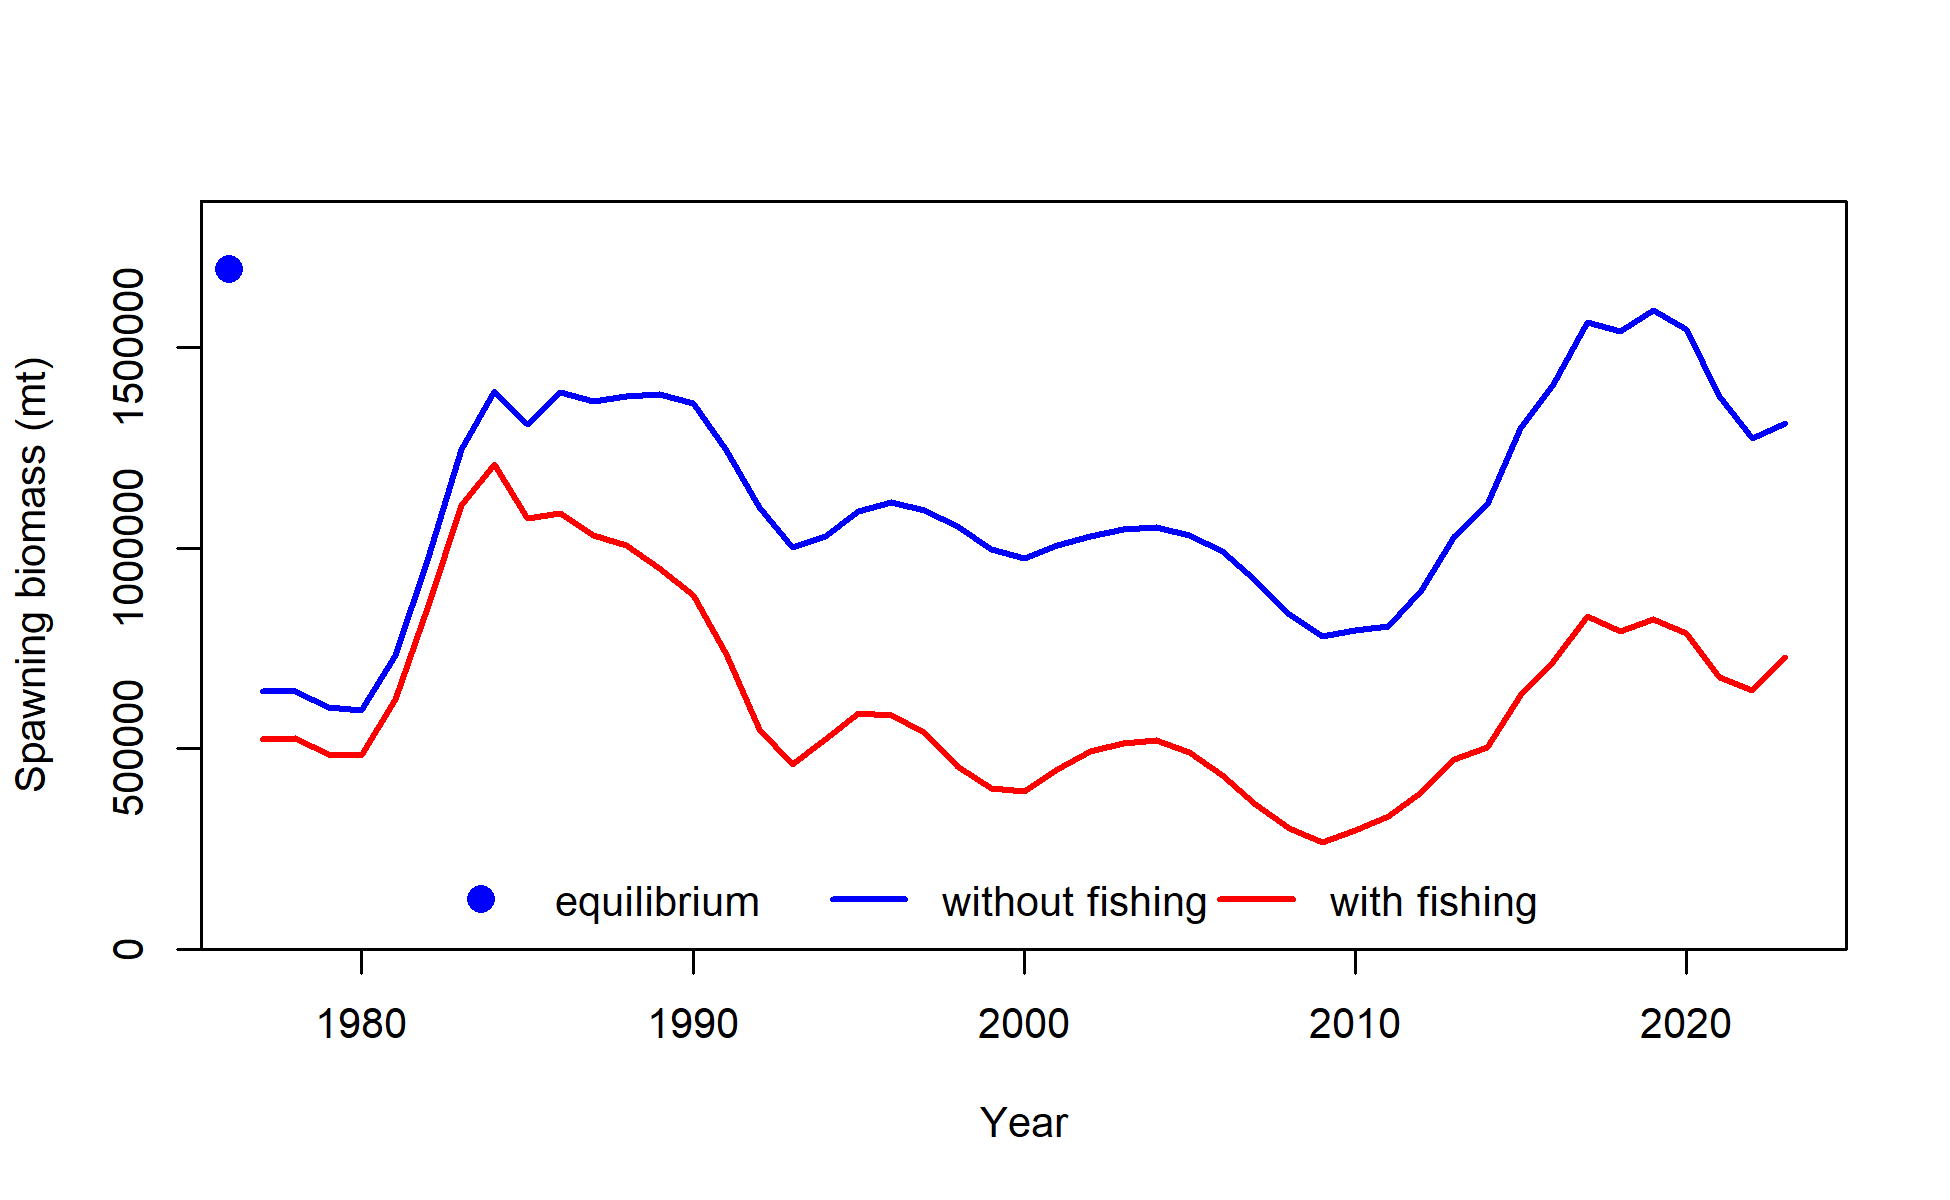 Spawning biomass (mt)
1500000
1000000
500000
0
equilibrium without fishing with fishing
1980 1990 2000 2010 2020
Year